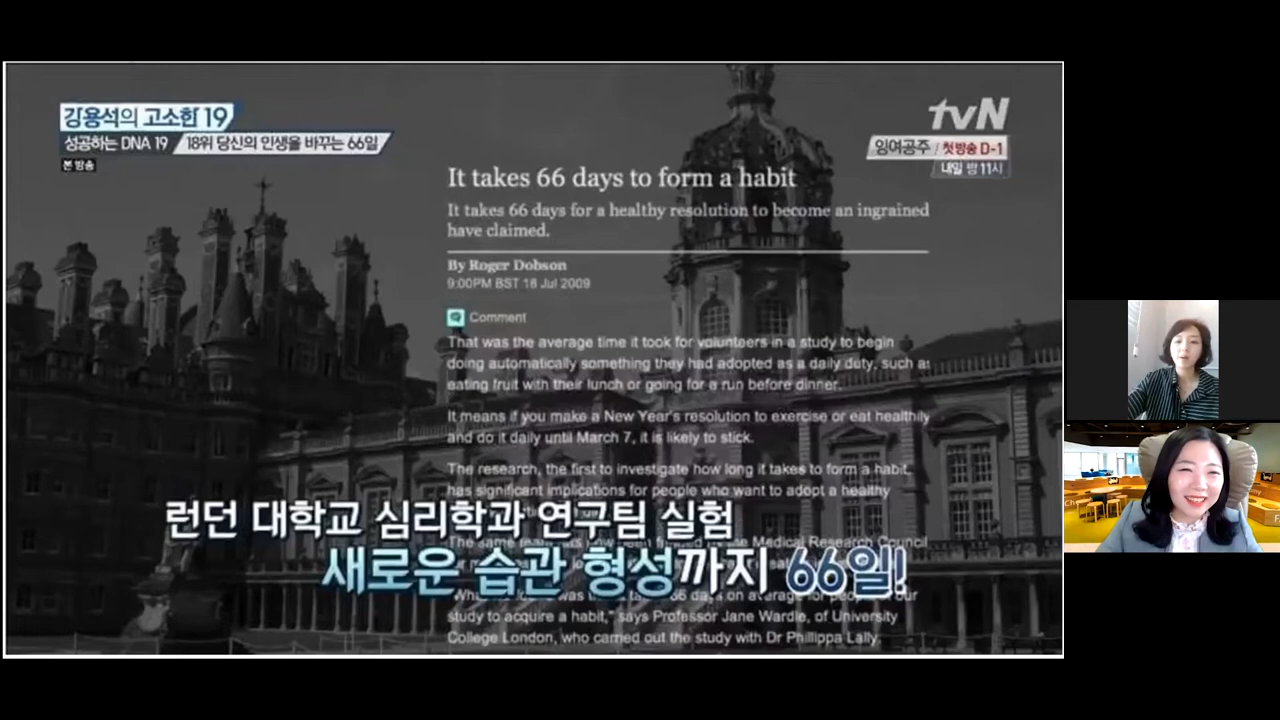 강용석의 고소한 19
성공하는 DNA 19 18위 당신의 인생을 바꾸는 66일
본 방송
tvN
잉여공주 / 첫방송 D-1
내일 밤 11시
It takes 66 days to form a habit
It takes 66 days for a healthy resolution to become an ingrained
have claimed.
By Roger Dobson
9:00PM BST 18 Jul 2009
Comment
That was the average time it took for volunteers in a study to begin
doing automatically something they had adopted as a daily duty, such as
eating fruit with their lunch or going for a run before dinner.
It means if you make a New Year's resolution to exercise or eat healthily
and do it daily until March 7, it is likely to stick.
The research, the first to investigate how long it takes to form a habit,
has significant implications for people who want to adopt a healthy
런던 대학교 심리학과 연구팀 실험
The same Medical Research Council
새로운 습관 형성까지 66일!
was days on average for
study to acquire a habit," says Professor Jane Wardle, of University
College London, who carried out the study with Dr Phillippa Lally.